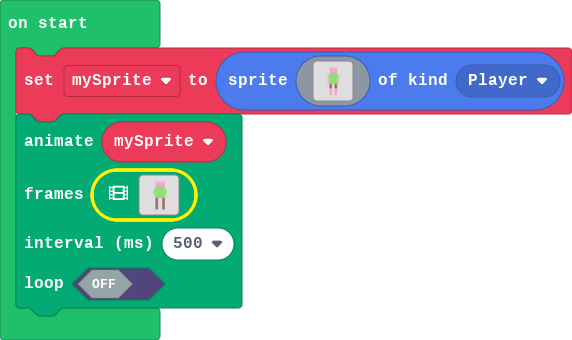 on start
set mySprite to sprite of kind Player
animate mySprite
frames
interval (ms) 500
loop OFF